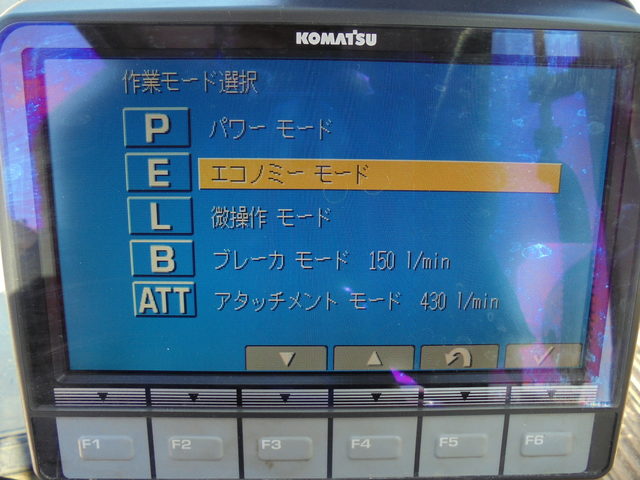 KOMATSU
作業モード選択
P パワー モード
E エコノミー モード
L 微操作 モード
B ブレーカ モード 150 l/min
ATT アタッチメント モード 430 l/min
F1 F2 F3 F4 F5 F6